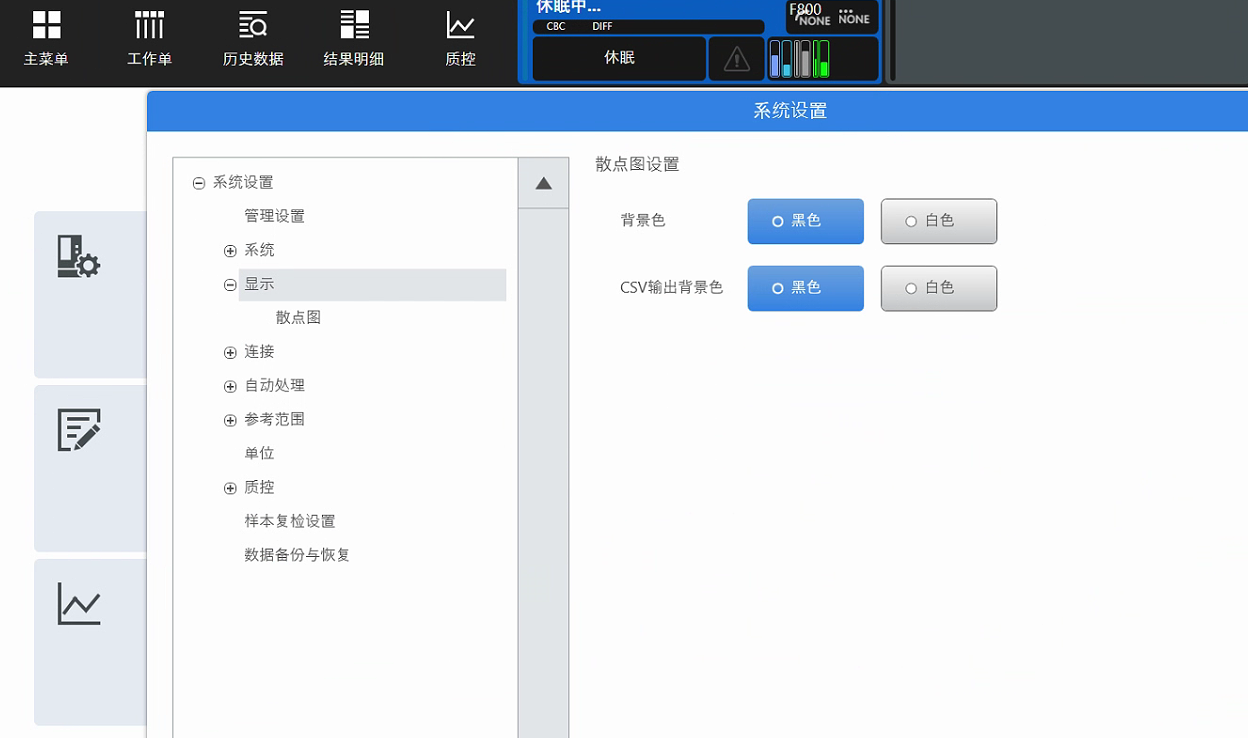 休眠中...
F800
NONE
NONE
CBC
DIFF
休眠
主菜单
工作单
历史数据
结果明细
质控
系统设置
系统设置
管理设置
系统
显示
散点图
连接
自动处理
参考范围
单位
质控
样本复检设置
数据备份与恢复
散点图设置
背景色
黑色
白色
CSV输出背景色
黑色
白色